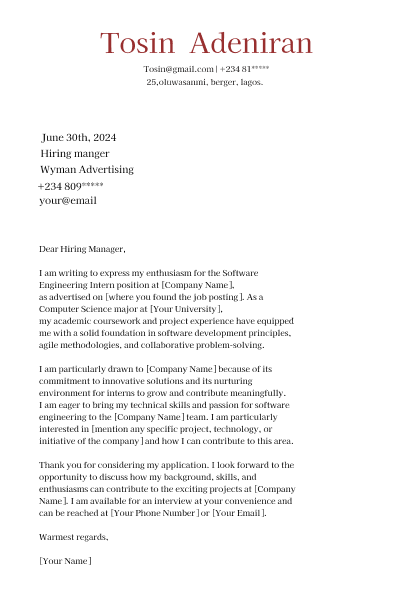 Tosin Adeniran
Tosin@gmail.com | +234 81*****
25,oluwasanni, berger, lagos.
June 30th, 2024
Hiring manger
Wyman Advertising
+234 809*****
your@email
Dear Hiring Manager,
I am writing to express my enthusiasm for the Software
Engineering Intern position at [Company Name],
as advertised on [where you found the job posting]. As a
Computer Science major at [Your University],
my academic coursework and project experience have equipped
me with a solid foundation in software development principles,
agile methodologies, and collaborative problem-solving.
I am particularly drawn to [Company Name] because of its
commitment to innovative solutions and its nurturing
environment for interns to grow and contribute meaningfully.
I am eager to bring my technical skills and passion for software
engineering to the [Company Name] team. I am particularly
interested in [mention any specific project, technology, or
initiative of the company] and how I can contribute to this area.
Thank you for considering my application. I look forward to the
opportunity to discuss how my background, skills, and
enthusiasms can contribute to the exciting projects at [Company
Name]. I am available for an interview at your convenience and
can be reached at [Your Phone Number] or [Your Email].
Warmest regards,
[Your Name]